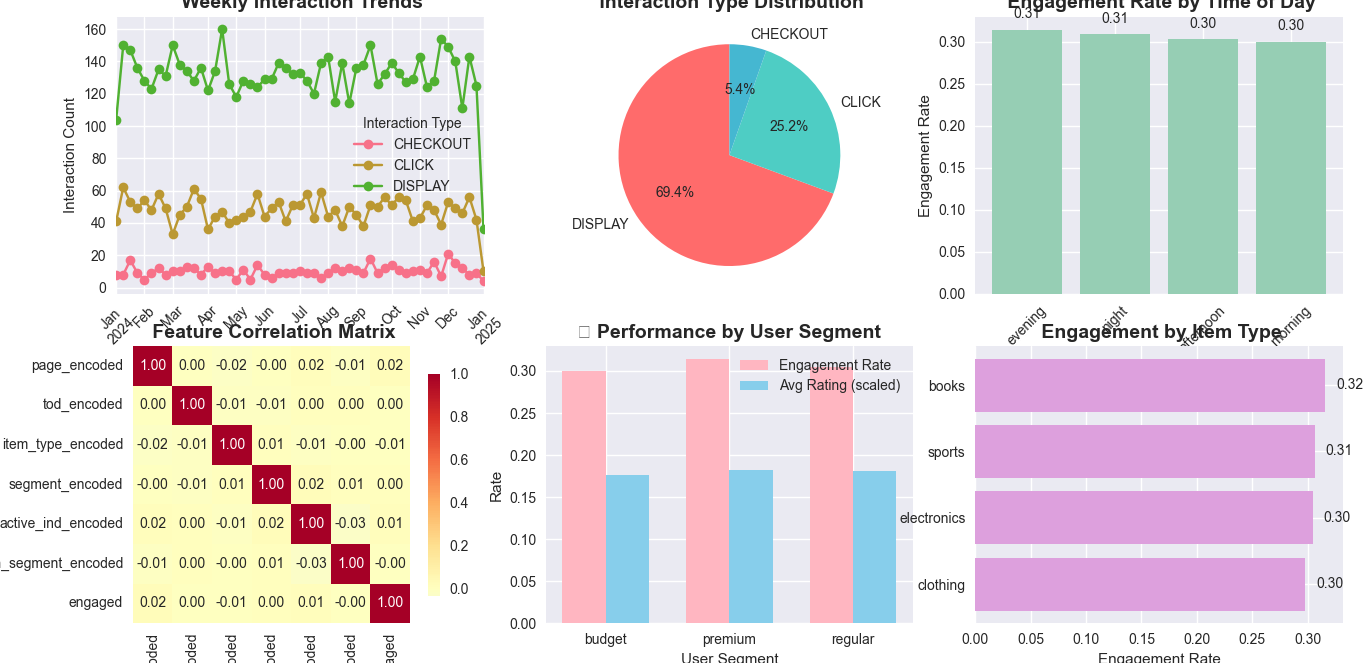 Weekly Interaction Trends
160
140
120
100
80
60
40
20
0
Interaction Count
Interaction Type
CHECKOUT
CLICK
DISPLAY
Jan
2024
Feb
Mar
Apr
May
Jun
Jul
Aug
Sep
Oct
Nov
Dec
Jan
2025
Interaction Type Distribution
CHECKOUT
5.4%
CLICK
25.2%
69.4%
DISPLAY
Engagement Rate by Time of Day
0.31
0.31
0.30
0.30
0.30
0.25
0.20
0.15
0.10
0.05
0.00
Engagement Rate
evening
night
afternoon
morning
Feature Correlation Matrix
page_encoded 1.00 0.00 -0.02 -0.00 0.02 -0.01 0.02
tod_encoded 0.00 1.00 -0.01 -0.01 0.00 0.00 0.00
item_type_encoded -0.02 -0.01 1.00 0.01 -0.01 -0.00 -0.01
segment_encoded -0.00 -0.01 0.01 1.00 0.02 0.01 0.00
active_ind_encoded 0.02 0.00 -0.01 0.02 1.00 -0.03 0.01
_segment_encoded -0.01 0.00 -0.00 0.01 -0.03 1.00 -0.00
engaged 0.02 0.00 -0.01 0.00 0.01 -0.00 1.00
1.0
0.8
0.6
0.4
0.2
0.0
Performance by User Segment
Engagement Rate
Avg Rating (scaled)
0.30
0.25
0.20
0.15
0.10
0.05
0.00
Rate
budget
premium
regular
User Segment
Engagement by Item Type
books 0.32
sports 0.31
electronics 0.30
clothing 0.30
0.00 0.05 0.10 0.15 0.20 0.25 0.30
Engagement Rate